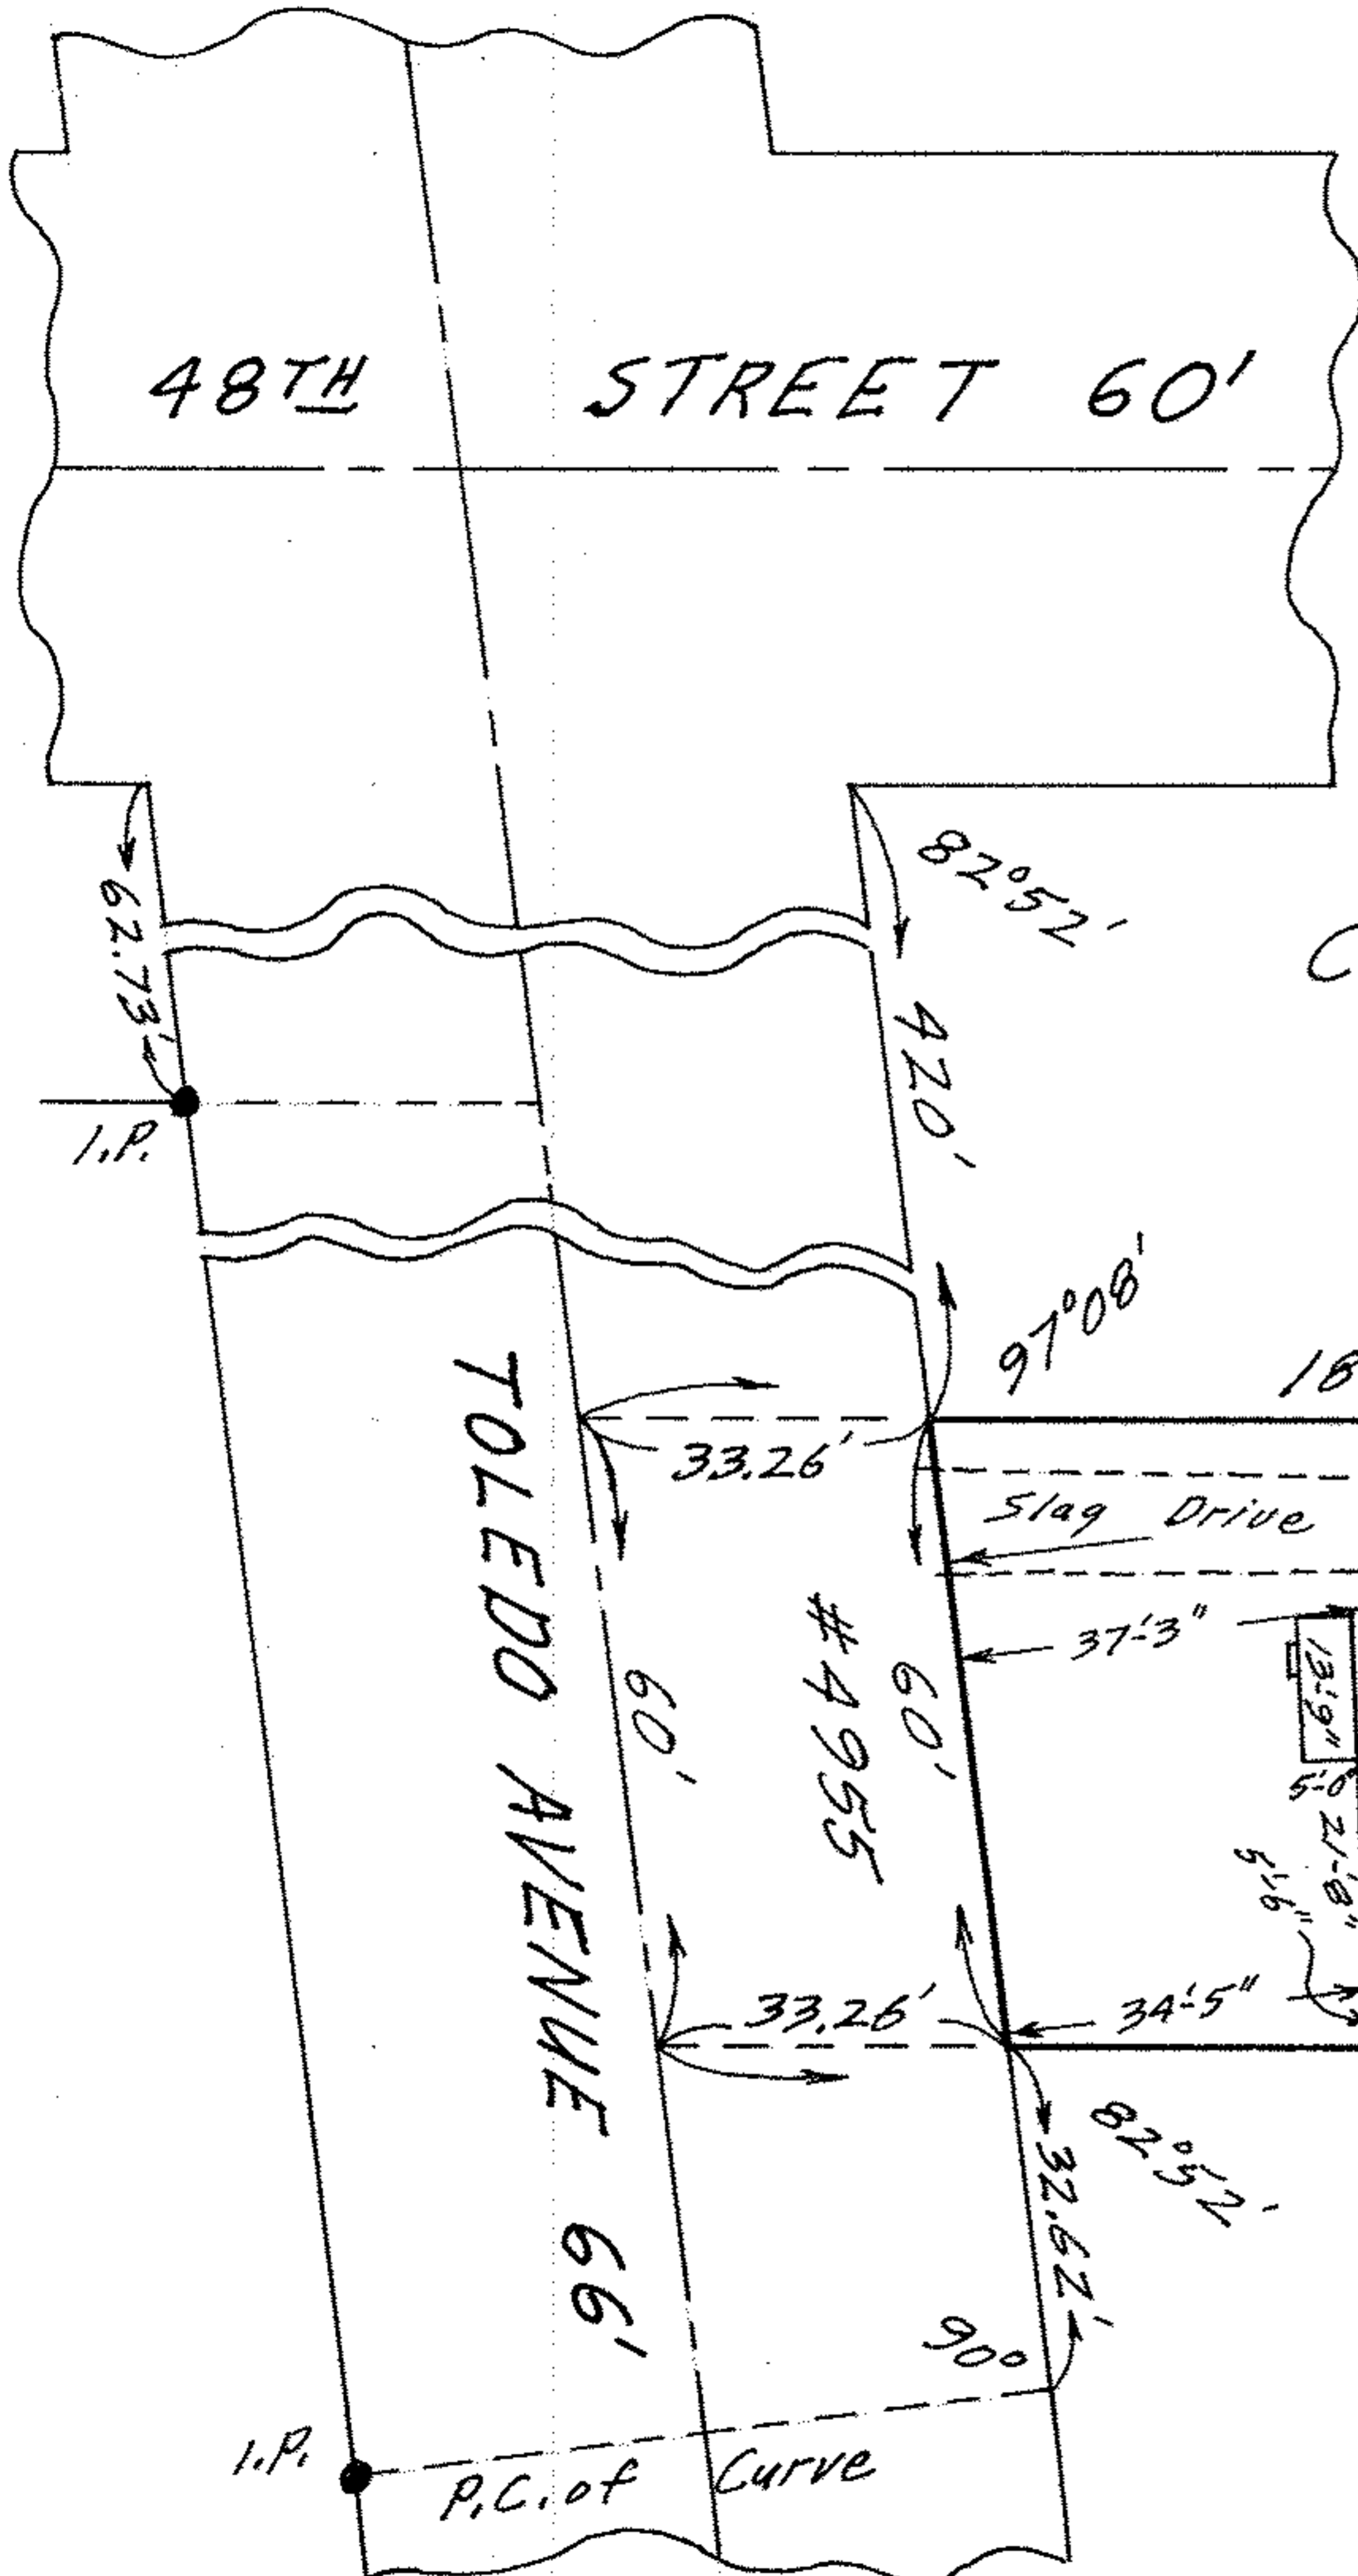 48TH STREET 60'
82°52'
62.73'
C
420'
I.P.
97°08'
18
33.26'
Slag Drive
TOLEDO AVENUE 66'
#4955
60'
60'
37'-3"
13'-9"
5'-0"
21'-8"
9'-6"
33.26'
34'-5"
82°52'
32.62'
90°
I.P.
P.C. of Curve